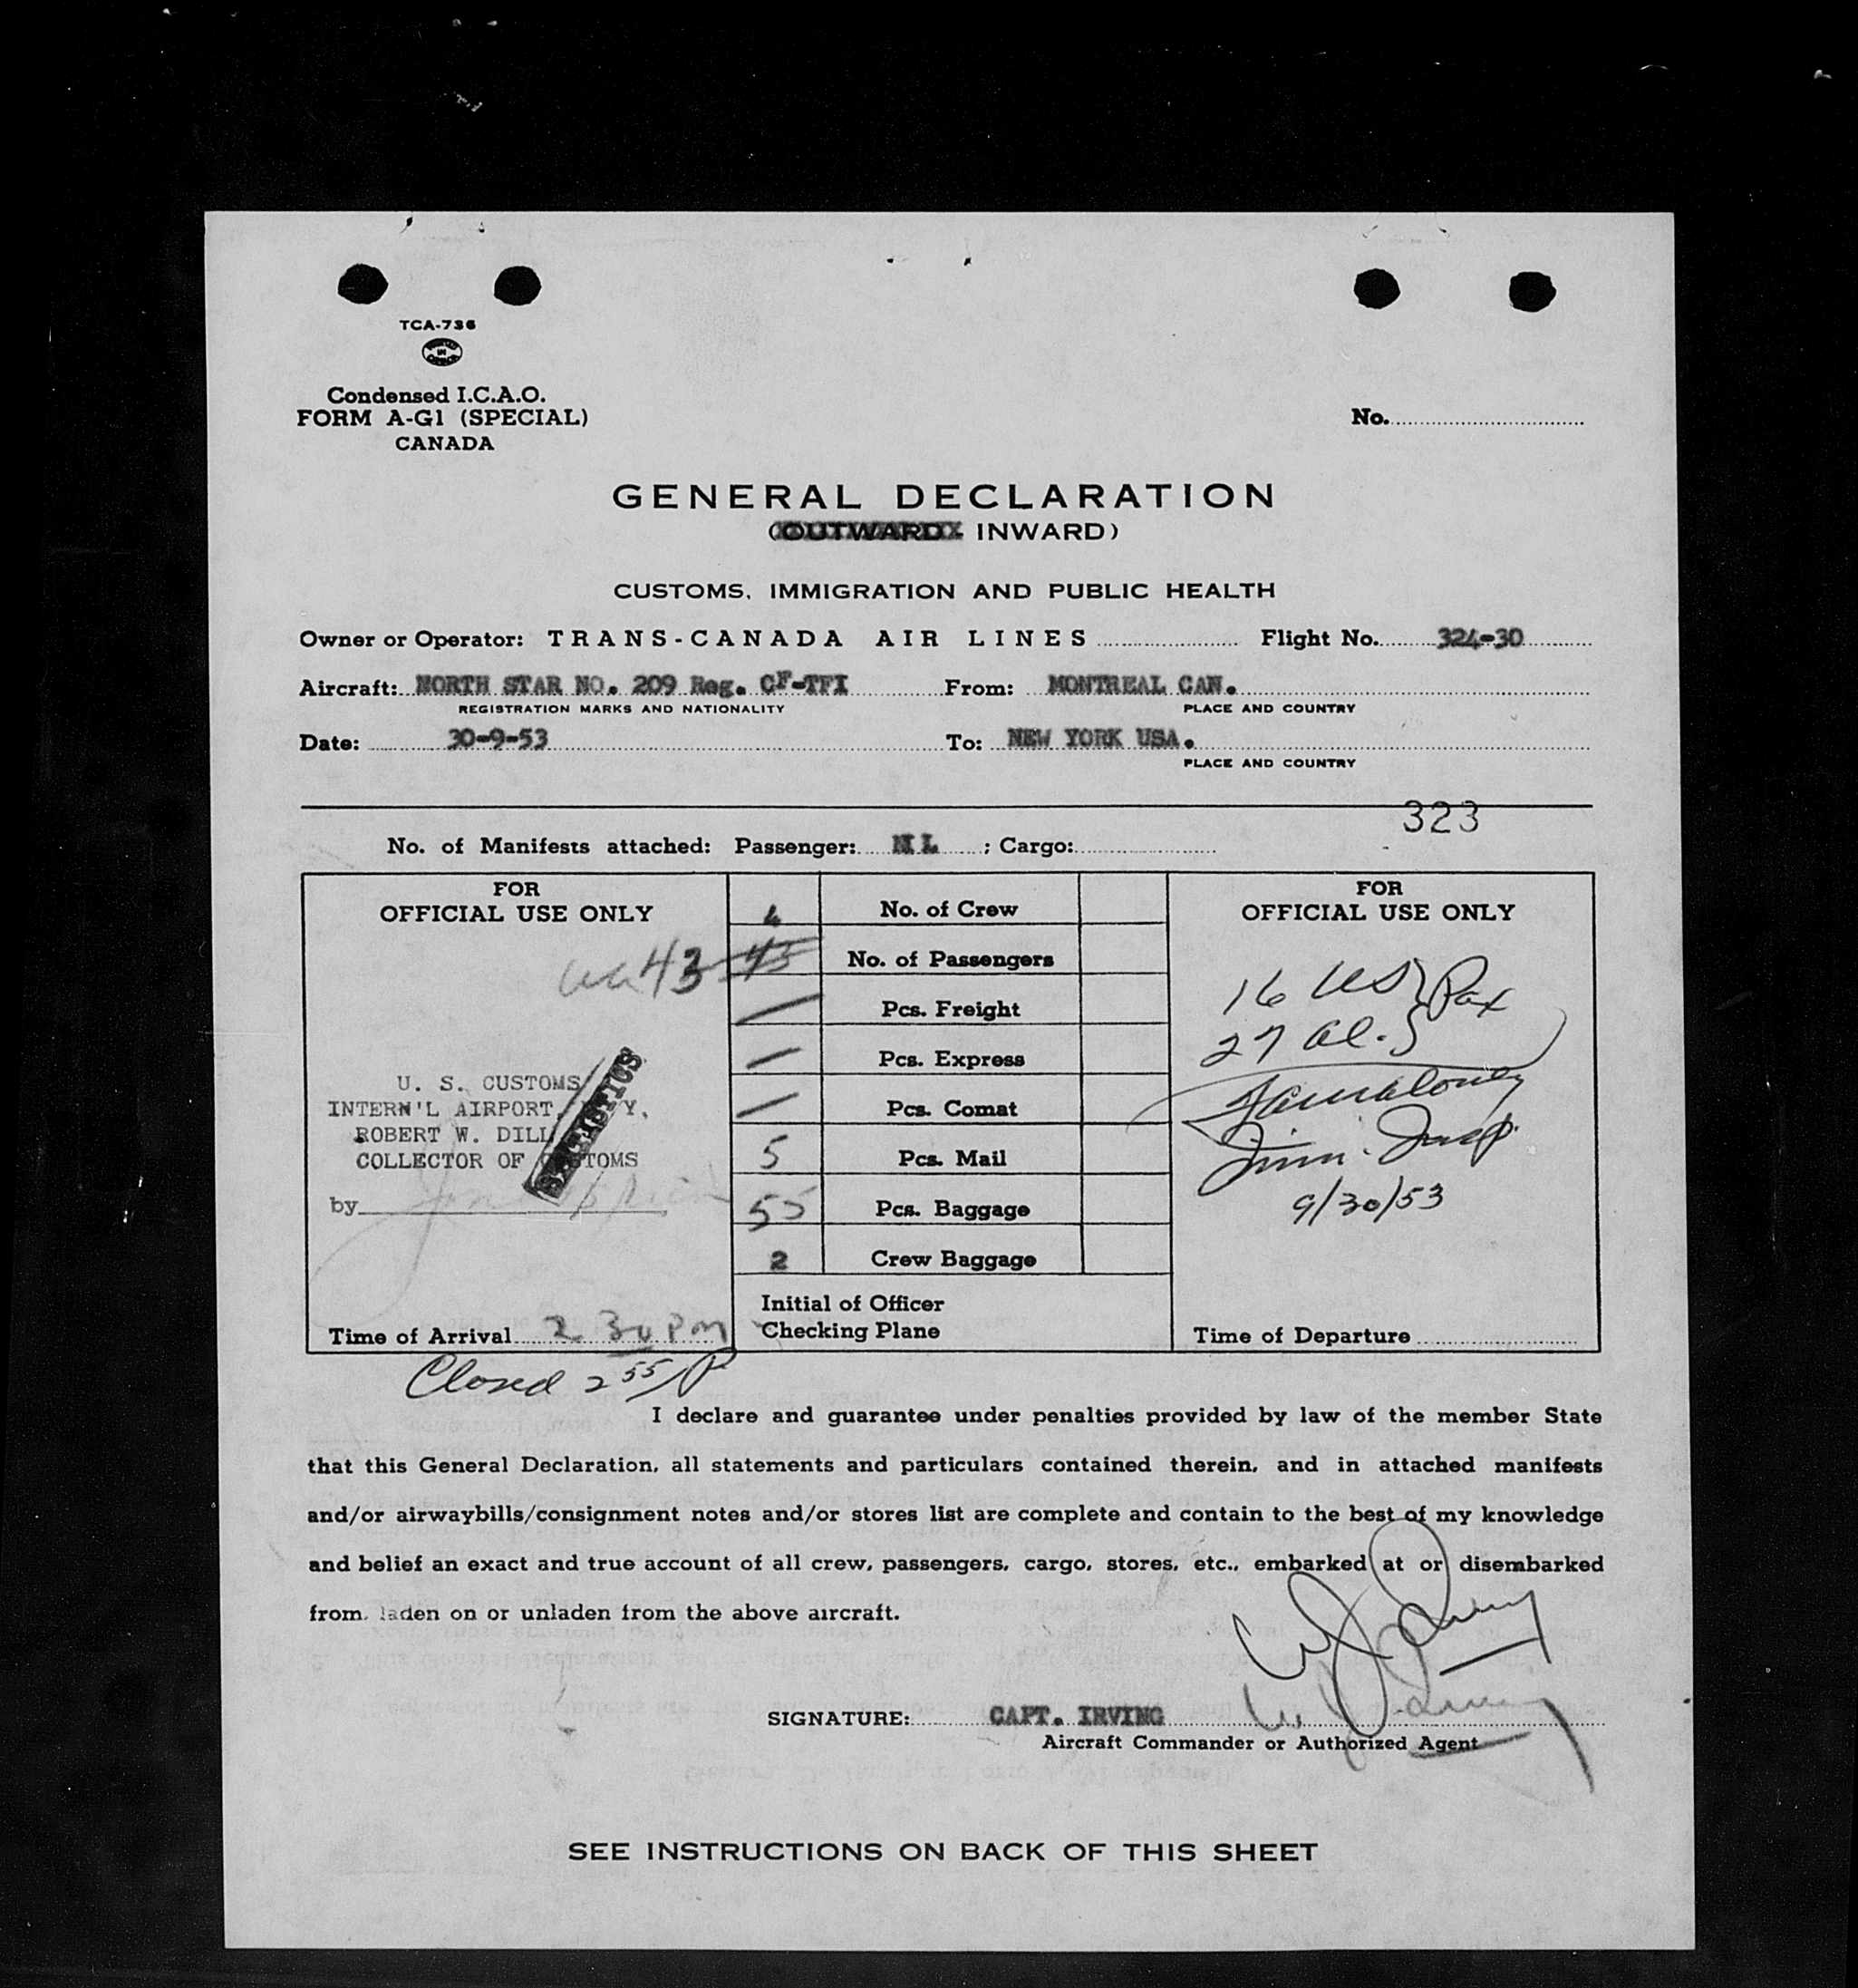 TCA-736
Condensed I.C.A.O.
FORM A-G1 (SPECIAL)
CANADA
No.
GENERAL DECLARATION
(OUTWARD - INWARD)
CUSTOMS, IMMIGRATION AND PUBLIC HEALTH
Owner or Operator: TRANS-CANADA AIR LINES Flight No. 324-30
Aircraft: NORTH STAR NO. 209 Reg. CF-TFI From: MONTREAL CAN.
REGISTRATION MARKS AND NATIONALITY PLACE AND COUNTRY
Date: 30-9-53 To: NEW YORK USA.
PLACE AND COUNTRY
323
No. of Manifests attached: Passenger: ; Cargo:
FOR OFFICIAL USE ONLY
43
U. S. CUSTOMS
INTERN'L AIRPORT, Y,
ROBERT W. DILL
COLLECTOR OF CUSTOMS
by
STATISTICS
Time of Arrival 2 30 PM
Closed 2 55 P
4 No. of Crew
45 No. of Passengers
— Pcs. Freight
— Pcs. Express
— Pcs. Comat
5 Pcs. Mail
55 Pcs. Baggage
2 Crew Baggage
Initial of Officer
Checking Plane
FOR
OFFICIAL USE ONLY
16 US } Pax
27 Al.
Imm. Insp.
9/30/53
Time of Departure
I declare and guarantee under penalties provided by law of the member State
that this General Declaration, all statements and particulars contained therein, and in attached manifests
and/or airwaybills/consignment notes and/or stores list are complete and contain to the best of my knowledge
and belief an exact and true account of all crew, passengers, cargo, stores, etc., embarked at or disembarked
from, laden on or unladen from the above aircraft.
SIGNATURE: CAPT. IRVING
Aircraft Commander or Authorized Agent
SEE INSTRUCTIONS ON BACK OF THIS SHEET